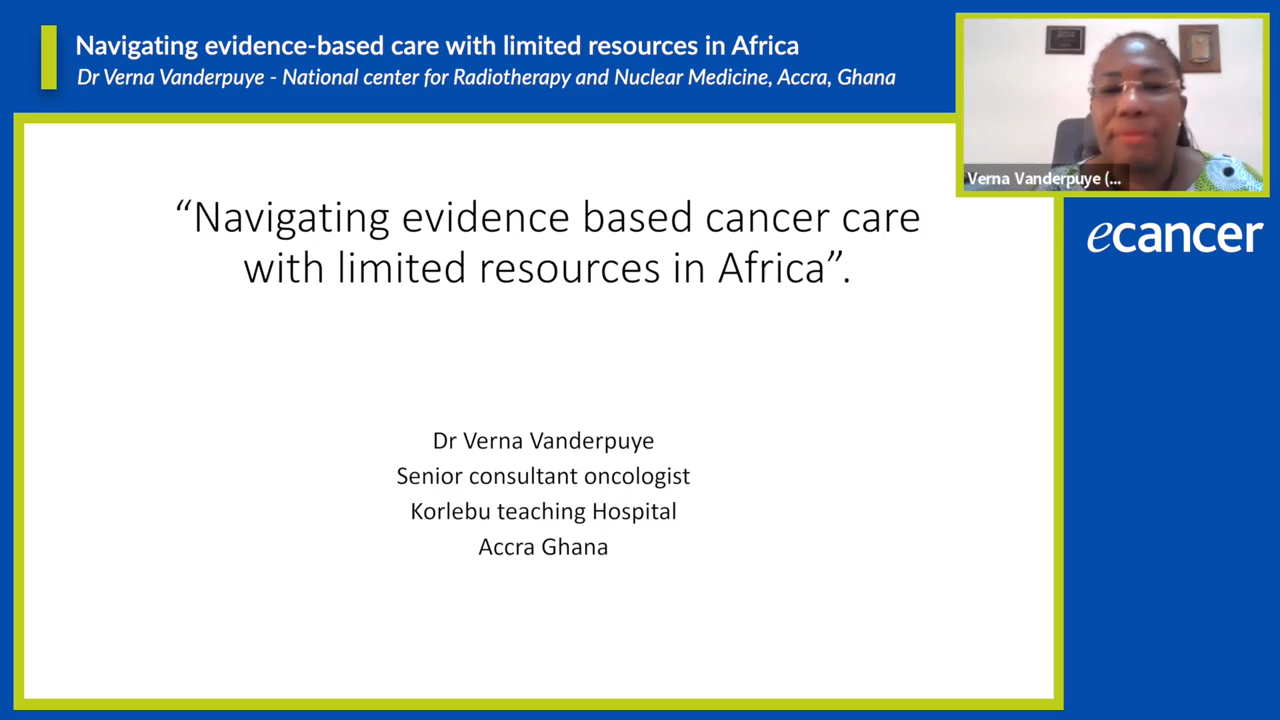 Navigating evidence-based care with limited resources in Africa
Dr Verna Vanderpuye - National center for Radiotherapy and Nuclear Medicine, Accra, Ghana
Verna Vanderpuye (...
ecancer
“Navigating evidence based cancer care
with limited resources in Africa”.
Dr Verna Vanderpuye
Senior consultant oncologist
Korlebu teaching Hospital
Accra Ghana